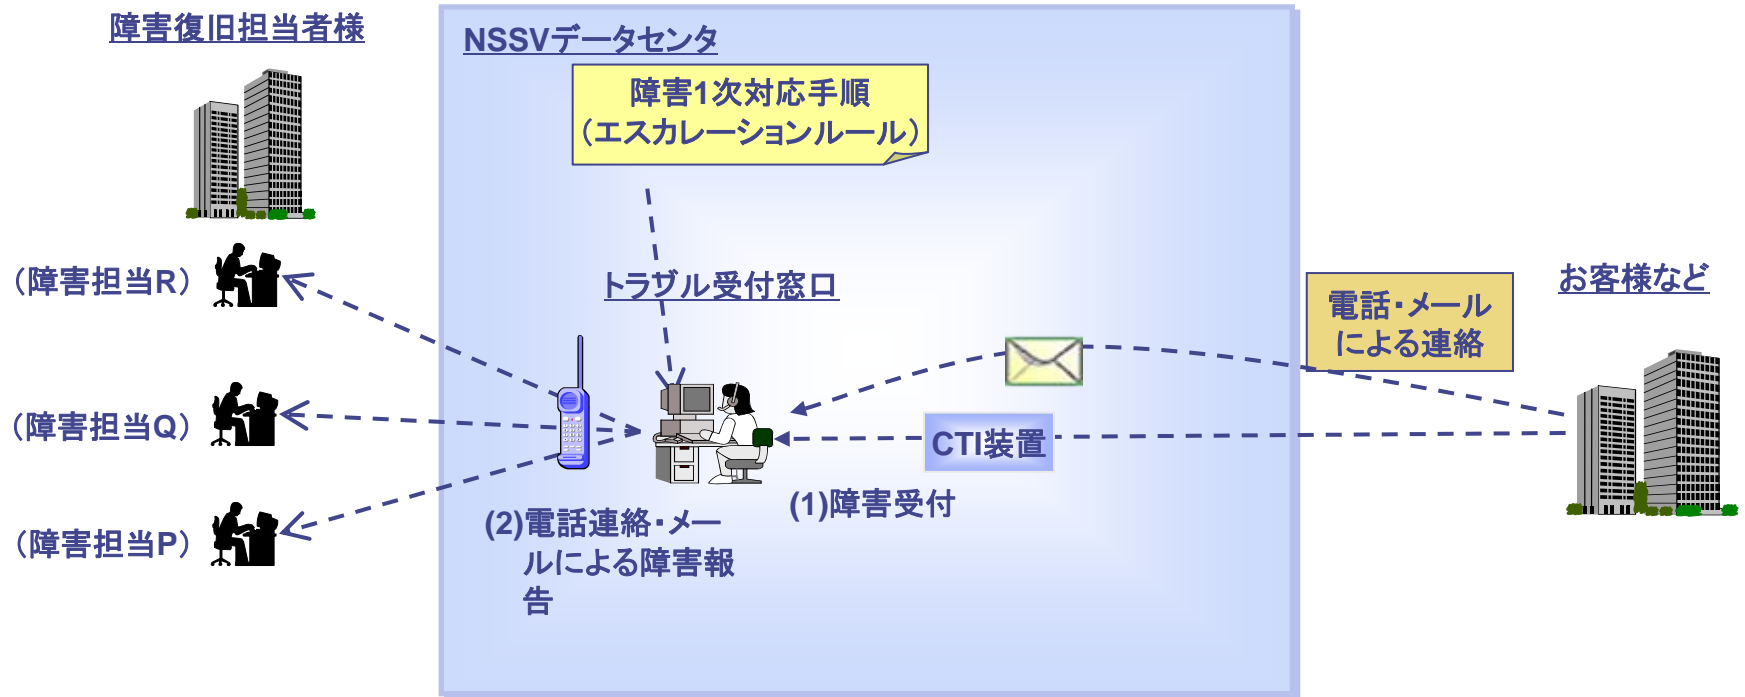 障害復旧担当者様
NSSVデータセンタ
障害1次対応手順
（エスカレーションルール）
トラブル受付窓口
（障害担当R）
（障害担当Q）
（障害担当P）
(2)電話連絡・メー
ルによる障害報
告
(1)障害受付
CTI装置
電話・メール
による連絡
お客様など